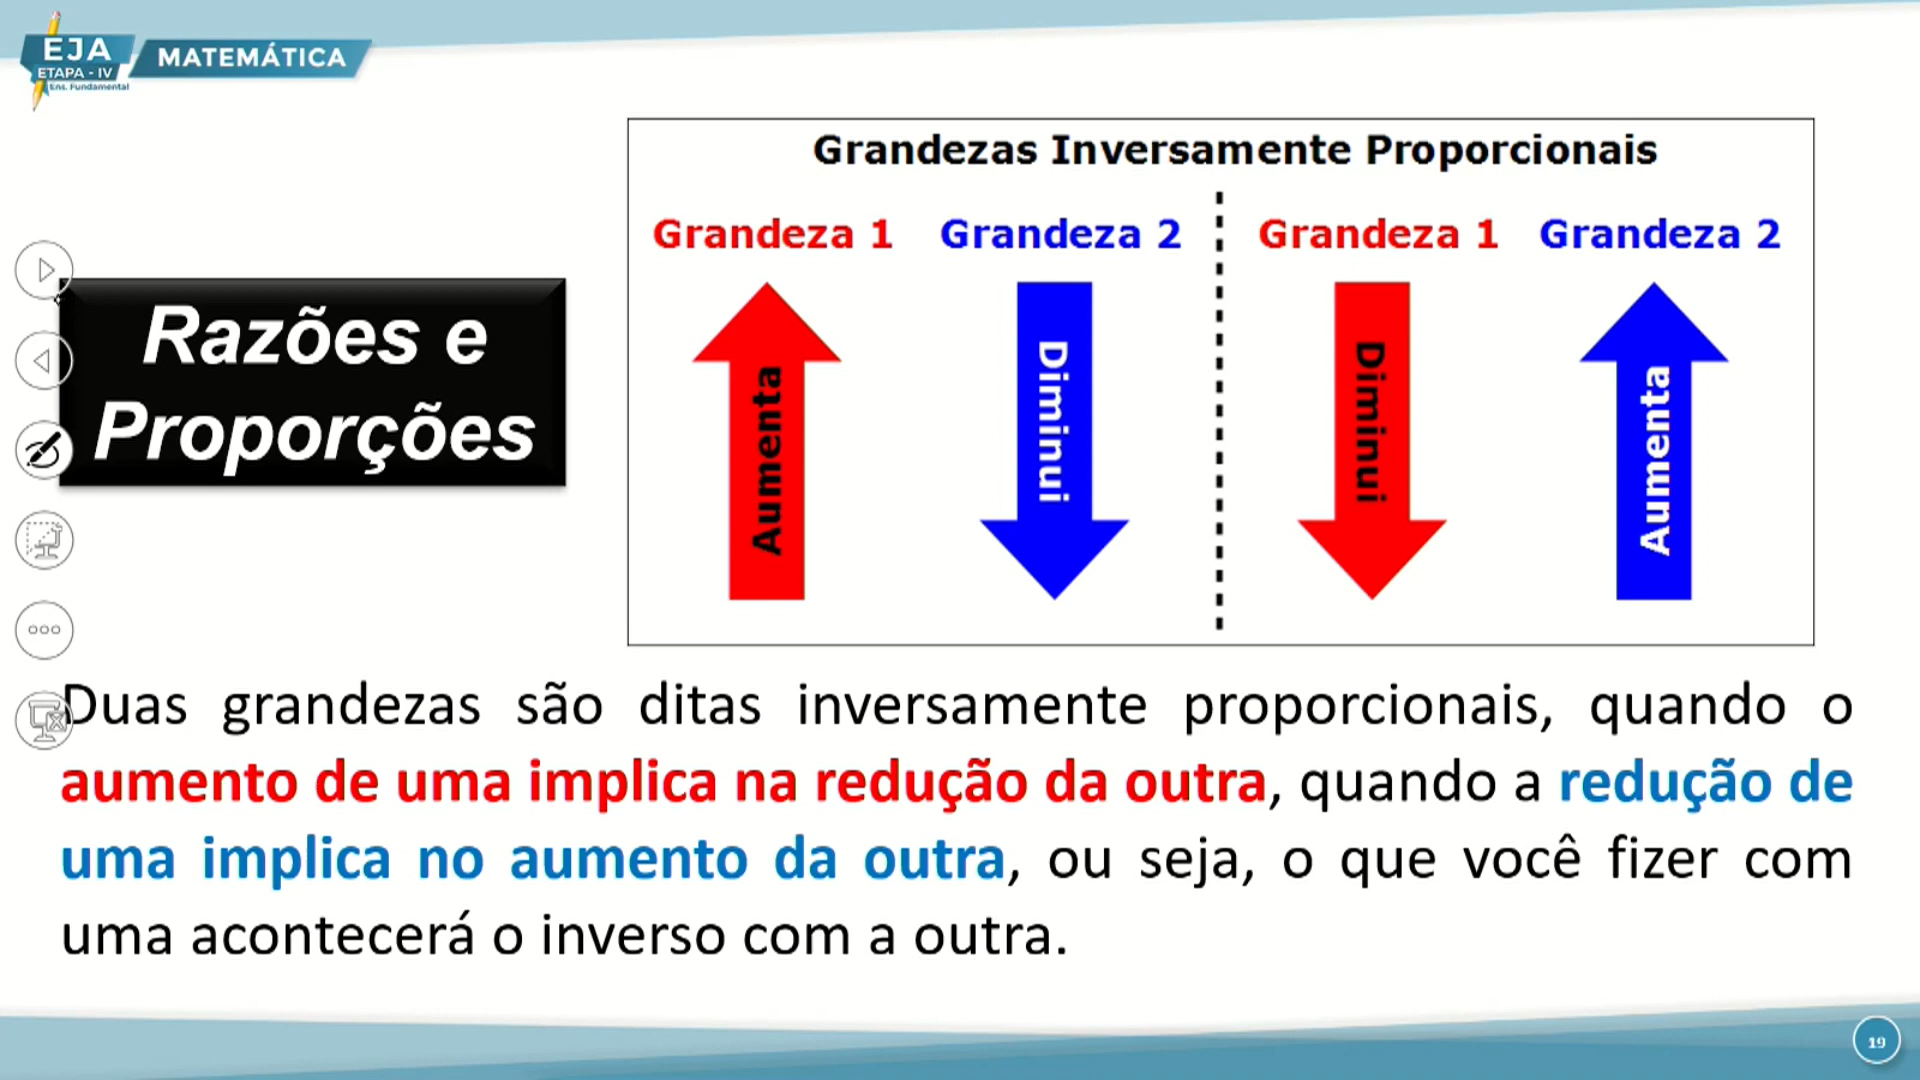 EJA
ETAPA - IV
Ens. Fundamental
MATEMÁTICA
Razões e
Proporções
Grandezas Inversamente Proporcionais
Grandeza 1
Grandeza 2
Grandeza 1
Grandeza 2
Aumenta
Diminui
Diminui
Aumenta
Duas grandezas são ditas inversamente proporcionais, quando o
aumento de uma implica na redução da outra, quando a redução de
uma implica no aumento da outra, ou seja, o que você fizer com
uma acontecerá o inverso com a outra.
19